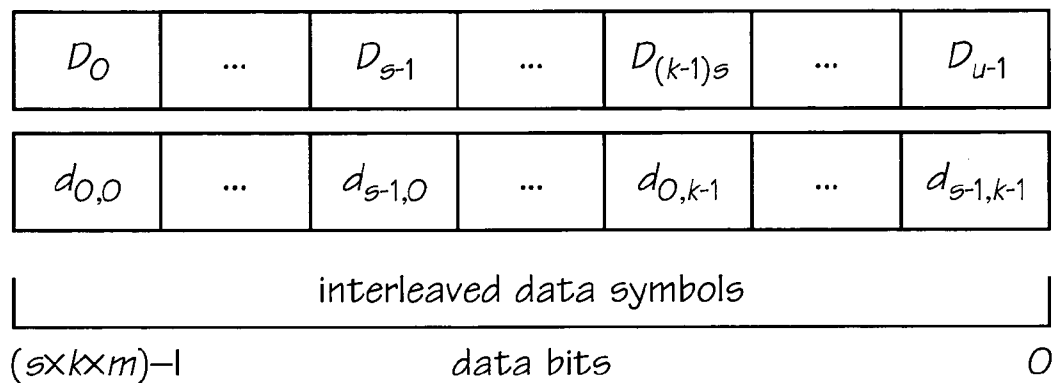 D0 ... Ds-1 ... D(k-1)s ... Du-1
d0,0 ... ds-1,0 ... d0,k-1 ... ds-1,k-1
interleaved data symbols
(s×k×m)–1 data bits 0